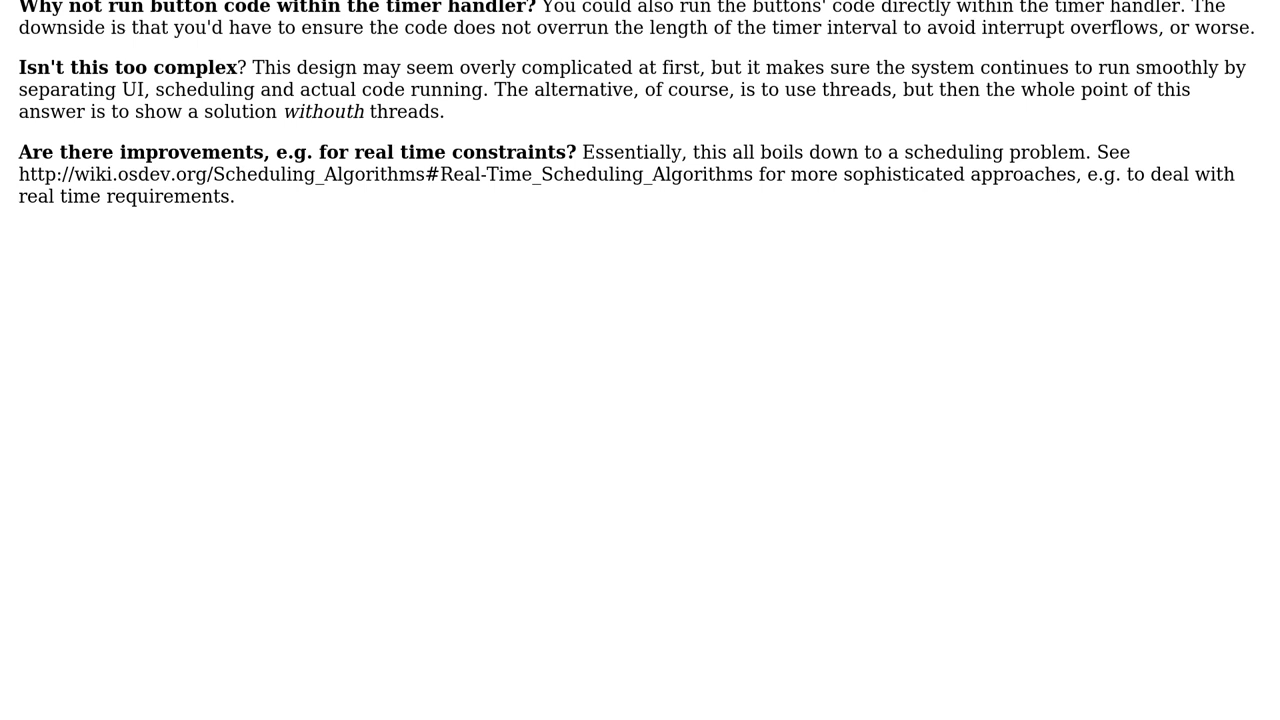 Why not run button code within the timer handler? You could also run the buttons' code directly within the timer handler. The
downside is that you'd have to ensure the code does not overrun the length of the timer interval to avoid interrupt overflows, or worse.
Isn't this too complex? This design may seem overly complicated at first, but it makes sure the system continues to run smoothly by
separating UI, scheduling and actual code running. The alternative, of course, is to use threads, but then the whole point of this
answer is to show a solution withouth threads.
Are there improvements, e.g. for real time constraints? Essentially, this all boils down to a scheduling problem. See
http://wiki.osdev.org/Scheduling_Algorithms#Real-Time_Scheduling_Algorithms for more sophisticated approaches, e.g. to deal with
real time requirements.